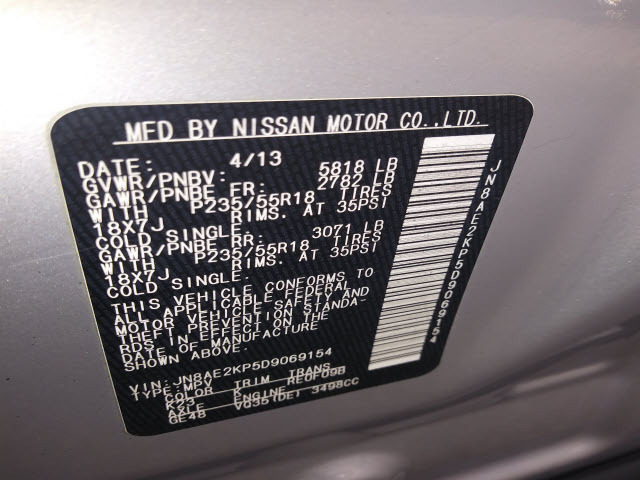 MFD BY NISSAN MOTOR CO.,LTD.
DATE: 4/13
GVWR/PNBV: 5818 LB
GAWR/PNBE FR: 2782 LB
WITH P235/55R18 TIRES
18X7J RIMS. AT 35PSI
COLD SINGLE.
GAWR/PNBE RR: 3071 LB
WITH P235/55R18 TIRES
18X7J RIMS. AT 35PSI
COLD SINGLE.
THIS VEHICLE CONFORMS TO
ALL APPLICABLE FEDERAL
MOTOR VEHICLE SAFETY AND
THEFT PREVENTION STANDA-
RDS IN EFFECT ON THE
DATE OF MANUFACTURE
SHOWN ABOVE.
VIN: JN8AE2KP5D9069154
TYPE:MPV TRIM TRANS
K23 K RE0F09B
AXLE ENGINE
GE48 VQ35(DE) 3498CC
JN8AE2KP5D9069154